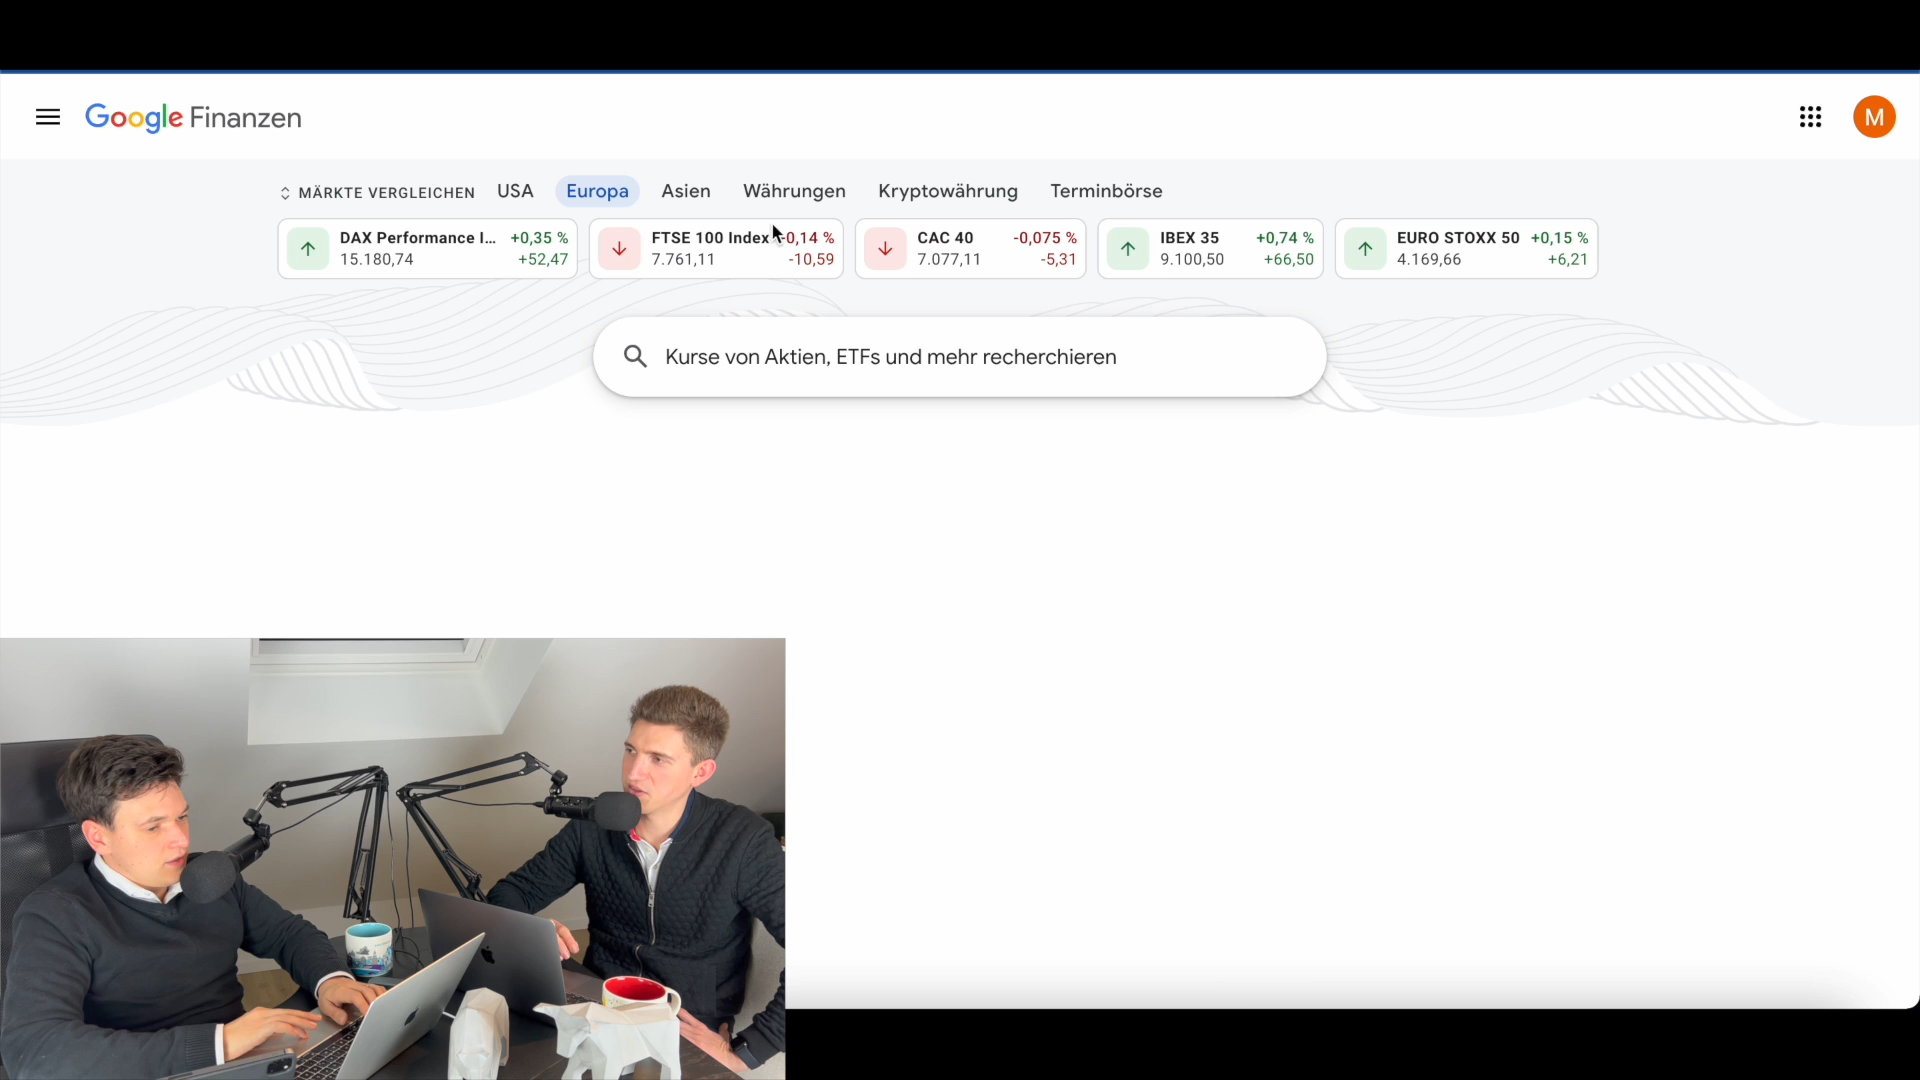 Google Finanzen
M
MÄRKTE VERGLEICHEN USA Europa Asien Währungen Kryptowährung Terminbörse
DAX Performance I... +0,35 %
15.180,74 +52,47
FTSE 100 Index -0,14 %
7.761,11 -10,59
CAC 40 -0,075 %
7.077,11 -5,31
IBEX 35 +0,74 %
9.100,50 +66,50
EURO STOXX 50 +0,15 %
4.169,66 +6,21
Kurse von Aktien, ETFs und mehr recherchieren